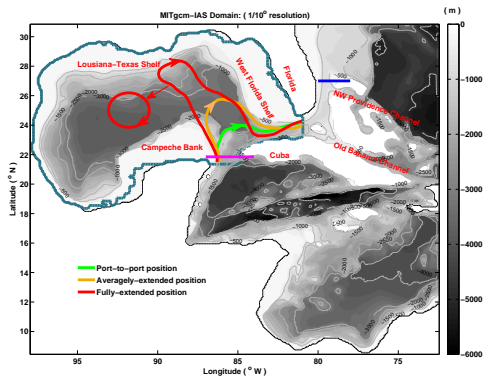 MITgcm-IAS Domain: ( 1/10° resolution)
( m )
Lousiana-Texas Shelf
West Florida Shelf
Florida
NW Providence Channel
Campeche Bank
Cuba
Old Bahama Channel
Port-to-port position
Averagely-extended position
Fully-extended position
Latitude ( ° N )
30
28
26
24
22
20
18
16
14
12
10
95
90
85
80
75
Longitude ( ° W )
0
-1000
-2000
-3000
-4000
-5000
-6000